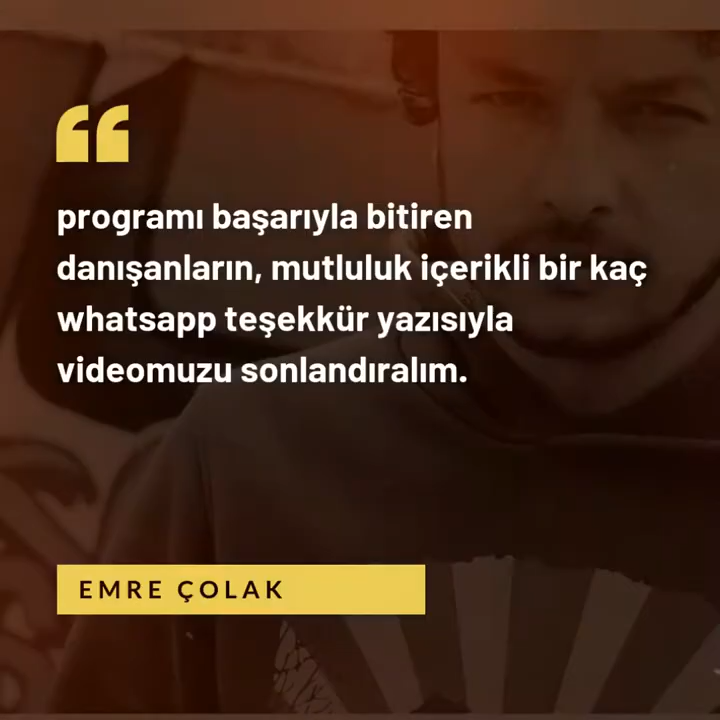 programı başarıyla bitiren
danışanların, mutluluk içerikli bir kaç
whatsapp teşekkür yazısıyla
videomuzu sonlandıralım.
EMRE ÇOLAK